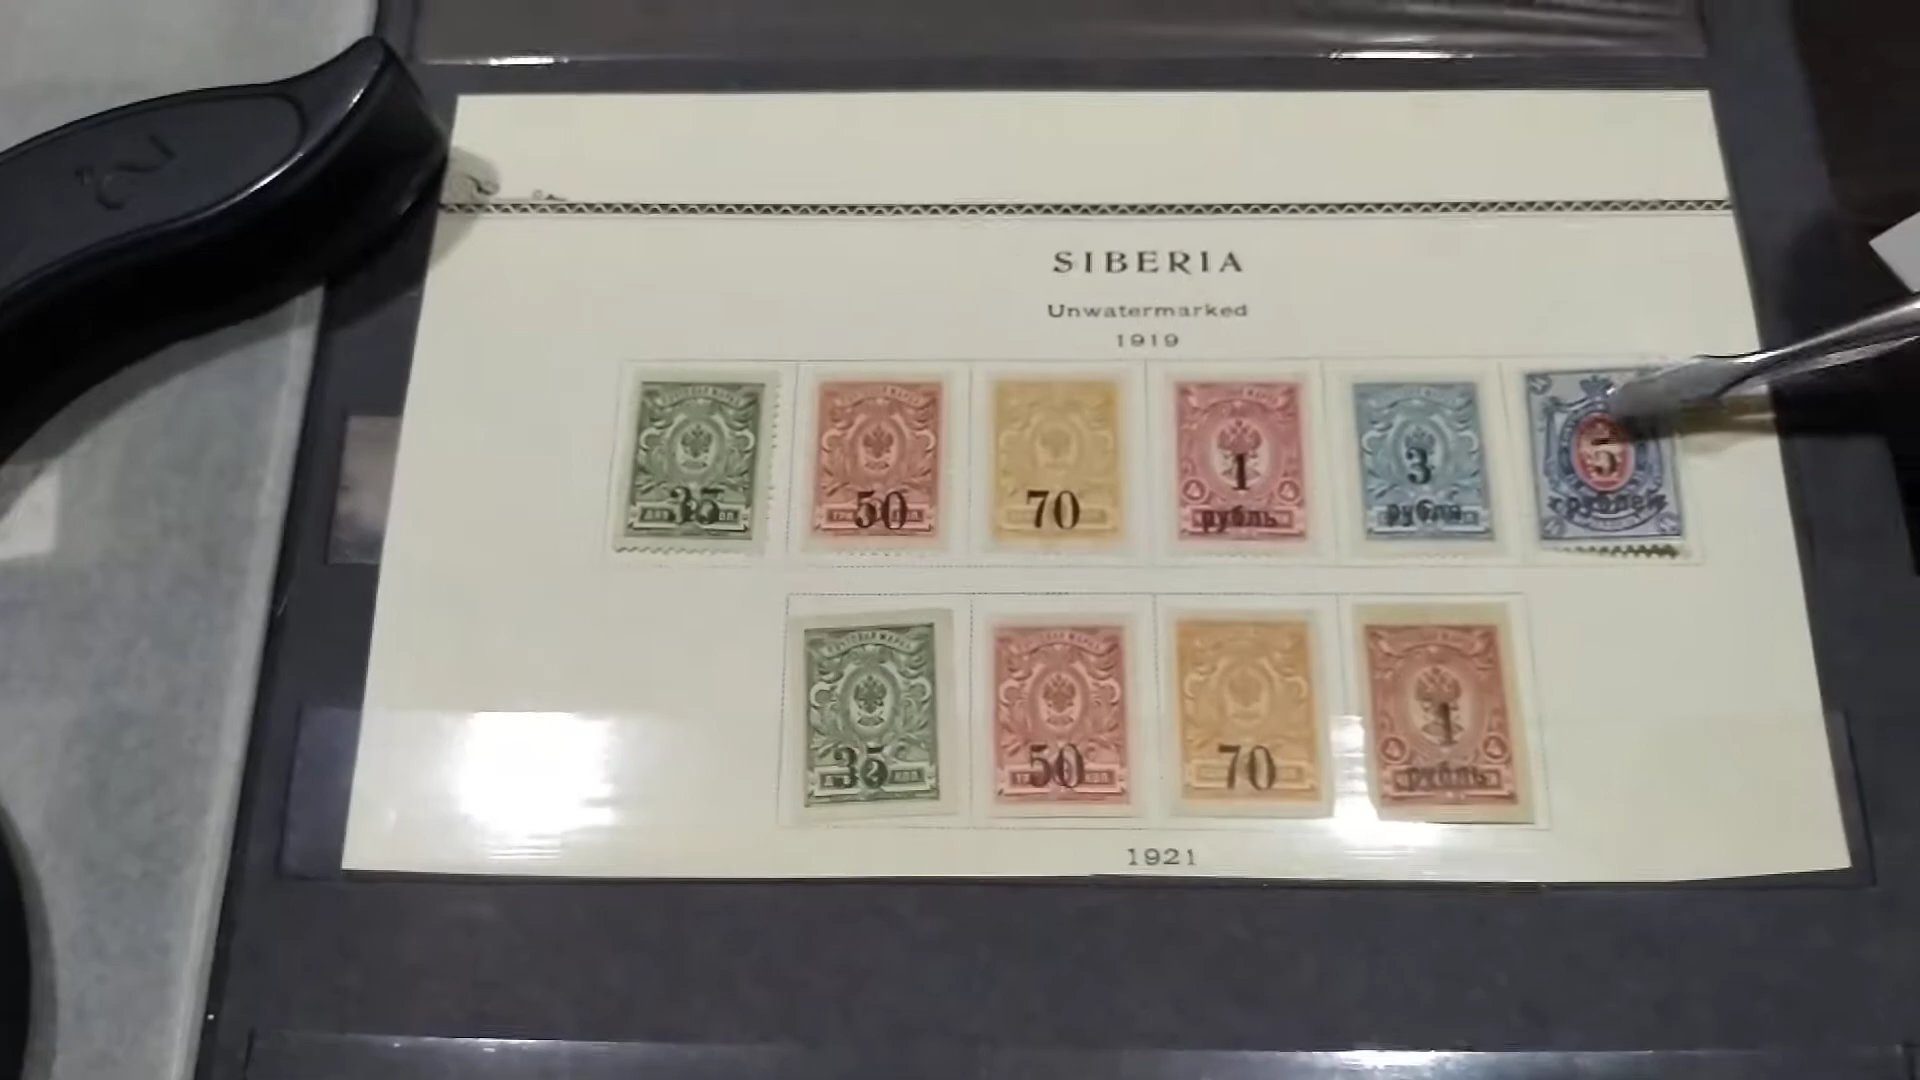 SIBERIA
Unwatermarked
1919
35
50
70
1
рубль
3
рубля
5
рублей
35
50
70
1
рубль
1921